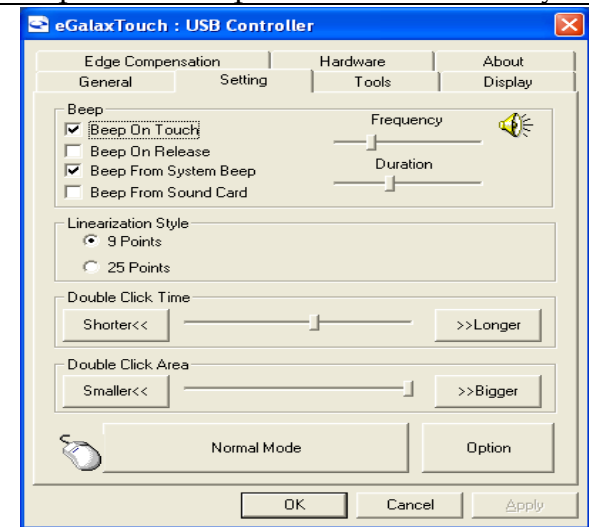 eGalaxTouch : USB Controller
Edge Compensation Hardware About
General Setting Tools Display
Beep
Beep On Touch
Beep On Release
Beep From System Beep
Beep From Sound Card
Frequency
Duration
Linearization Style
9 Points
25 Points
Double Click Time
Shorter<< >>Longer
Double Click Area
Smaller<< >>Bigger
Normal Mode Option
OK Cancel Apply